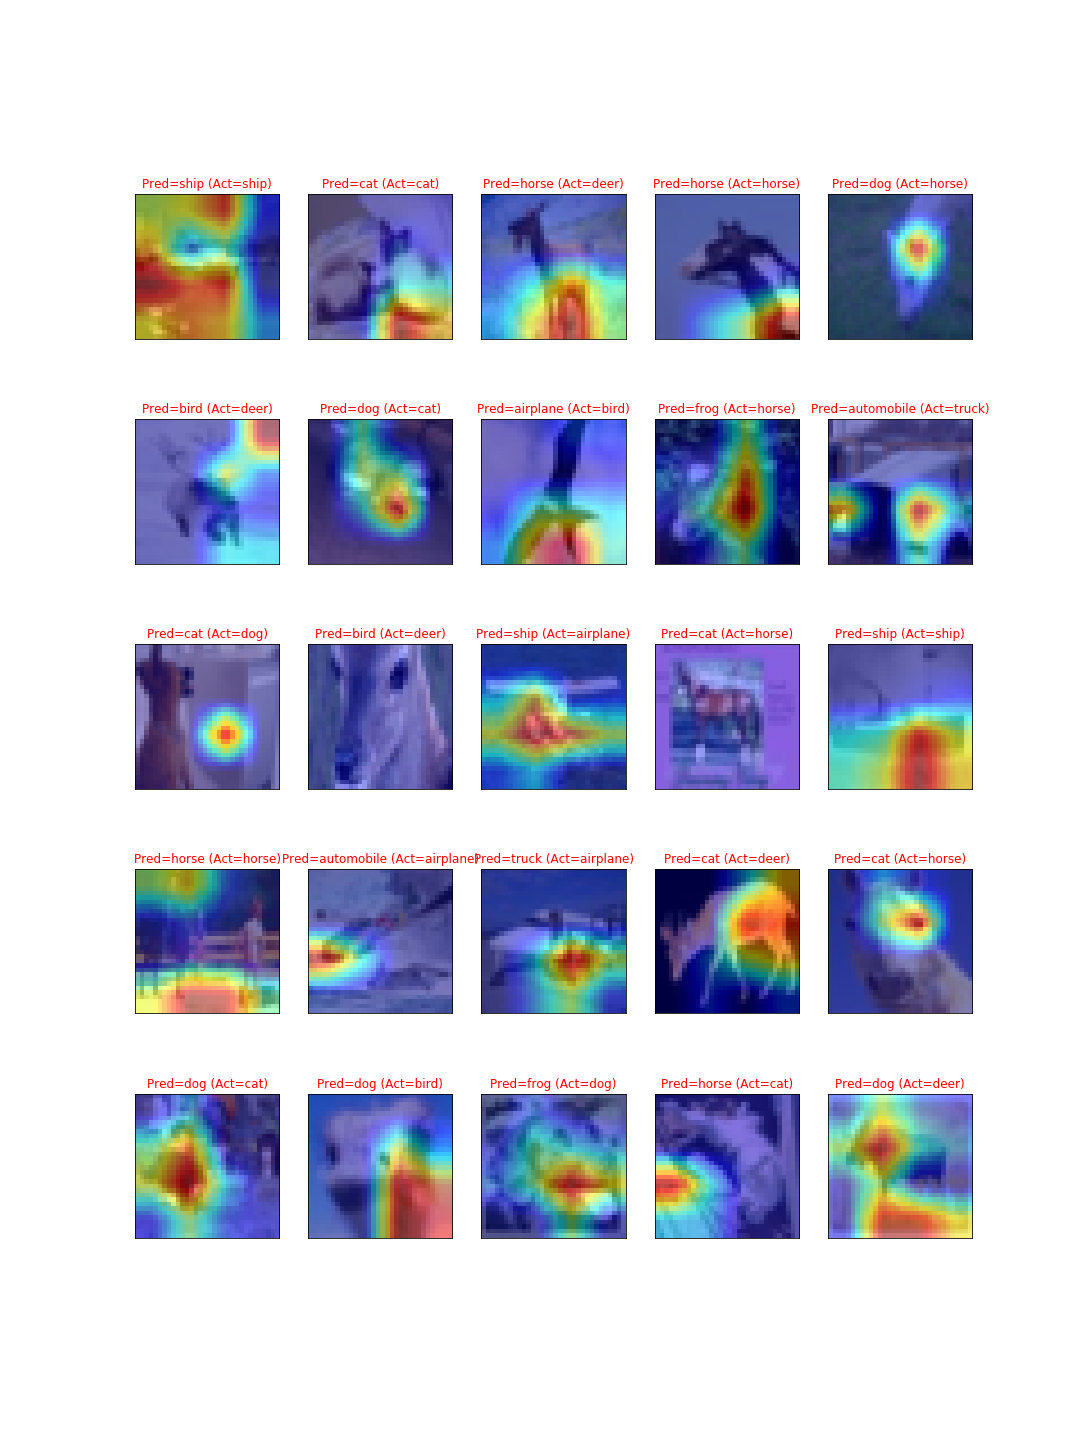 Pred=ship (Act=ship)
Pred=cat (Act=cat)
Pred=horse (Act=deer)
Pred=horse (Act=horse)
Pred=dog (Act=horse)
Pred=bird (Act=deer)
Pred=dog (Act=cat)
Pred=airplane (Act=bird)
Pred=frog (Act=horse)
Pred=automobile (Act=truck)
Pred=cat (Act=dog)
Pred=bird (Act=deer)
Pred=ship (Act=airplane)
Pred=cat (Act=horse)
Pred=ship (Act=ship)
Pred=horse (Act=horse)
Pred=automobile (Act=airplane)
Pred=truck (Act=airplane)
Pred=cat (Act=deer)
Pred=cat (Act=horse)
Pred=dog (Act=cat)
Pred=dog (Act=bird)
Pred=frog (Act=dog)
Pred=horse (Act=cat)
Pred=dog (Act=deer)